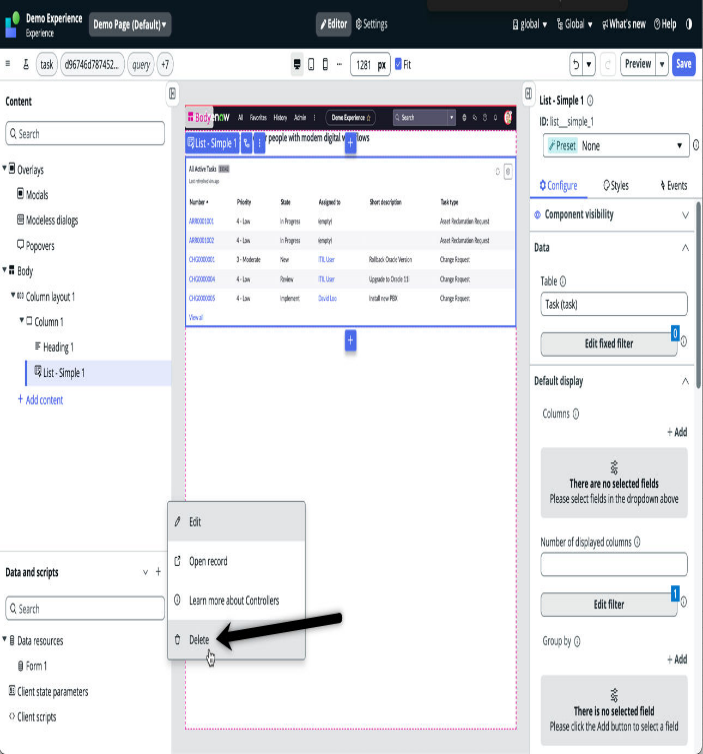 Demo Experience
Experience
Demo Page (Default) ▾
Editor
Settings
global ▾
Global ▾
What's new
Help
task
d96746d787452...
query
+7
1281 px
Fit
Preview
Save
Content
Search
Overlays
Modals
Modeless dialogs
Popovers
Body
Column layout 1
Column 1
Heading 1
List - Simple 1
+ Add content
Data and scripts
Search
Data resources
Form 1
Client state parameters
Client scripts
Body
now
All
Favorites
History
Admin
Demo Experience ☆
Search
List - Simple 1
r people with modern digital w
lows
All Active Tasks
Last refreshed 4m ago
Number
Priority
State
Assigned to
Short description
Task type
ARR0001001
4 - Low
In Progress
(empty)
Asset Reclamation Request
ARR0001002
4 - Low
In Progress
(empty)
Asset Reclamation Request
CHG0000001
3 - Moderate
New
ITIL User
Rollback Oracle Version
Change Request
CHG0000004
4 - Low
Review
ITIL User
Change Request
CHG0000005
4 - Low
Implement
David Loo
Install new PBX
Change Request
View all
Edit
Open record
Learn more about Controllers
Delete
List - Simple 1
ID: list__simple_1
Preset None
Configure
Styles
Events
Component visibility
Data
Table
Task (task)
0
Edit fixed filter
Default display
Columns
+ Add
There are no selected fields
Please select fields in the dropdown above
Number of displayed columns
1
Edit filter
Group by
+ Add
There is no selected field
Please click the Add button to select a field